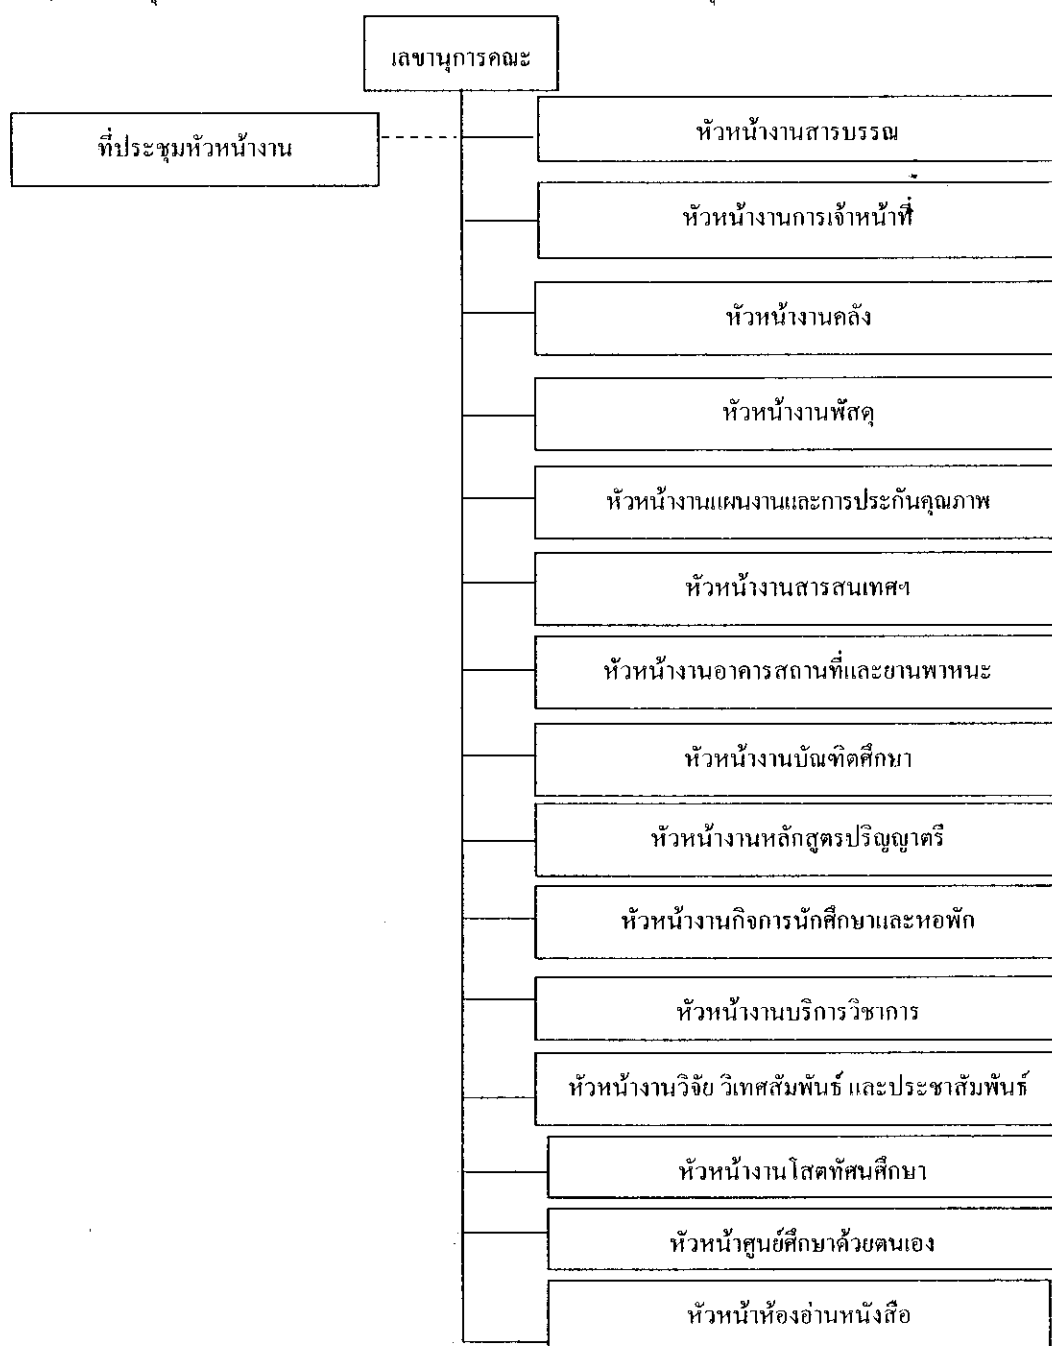 เลขานุการคณะ
ที่ประชุมหัวหน้างาน
หัวหน้างานสารบรรณ
หัวหน้างานการเจ้าหน้าที่
หัวหน้างานคลัง
หัวหน้างานพัสดุ
หัวหน้างานแผนงานและการประกันคุณภาพ
หัวหน้างานสารสนเทศฯ
หัวหน้างานอาคารสถานที่และยานพาหนะ
หัวหน้างานบัณฑิตศึกษา
หัวหน้างานหลักสูตรปริญญาตรี
หัวหน้างานกิจการนักศึกษาและหอพัก
หัวหน้างานบริการวิชาการ
หัวหน้างานวิจัย วิเทศสัมพันธ์ และประชาสัมพันธ์
หัวหน้างานโสตทัศนศึกษา
หัวหน้าศูนย์ศึกษาด้วยตนเอง
หัวหน้าห้องอ่านหนังสือ